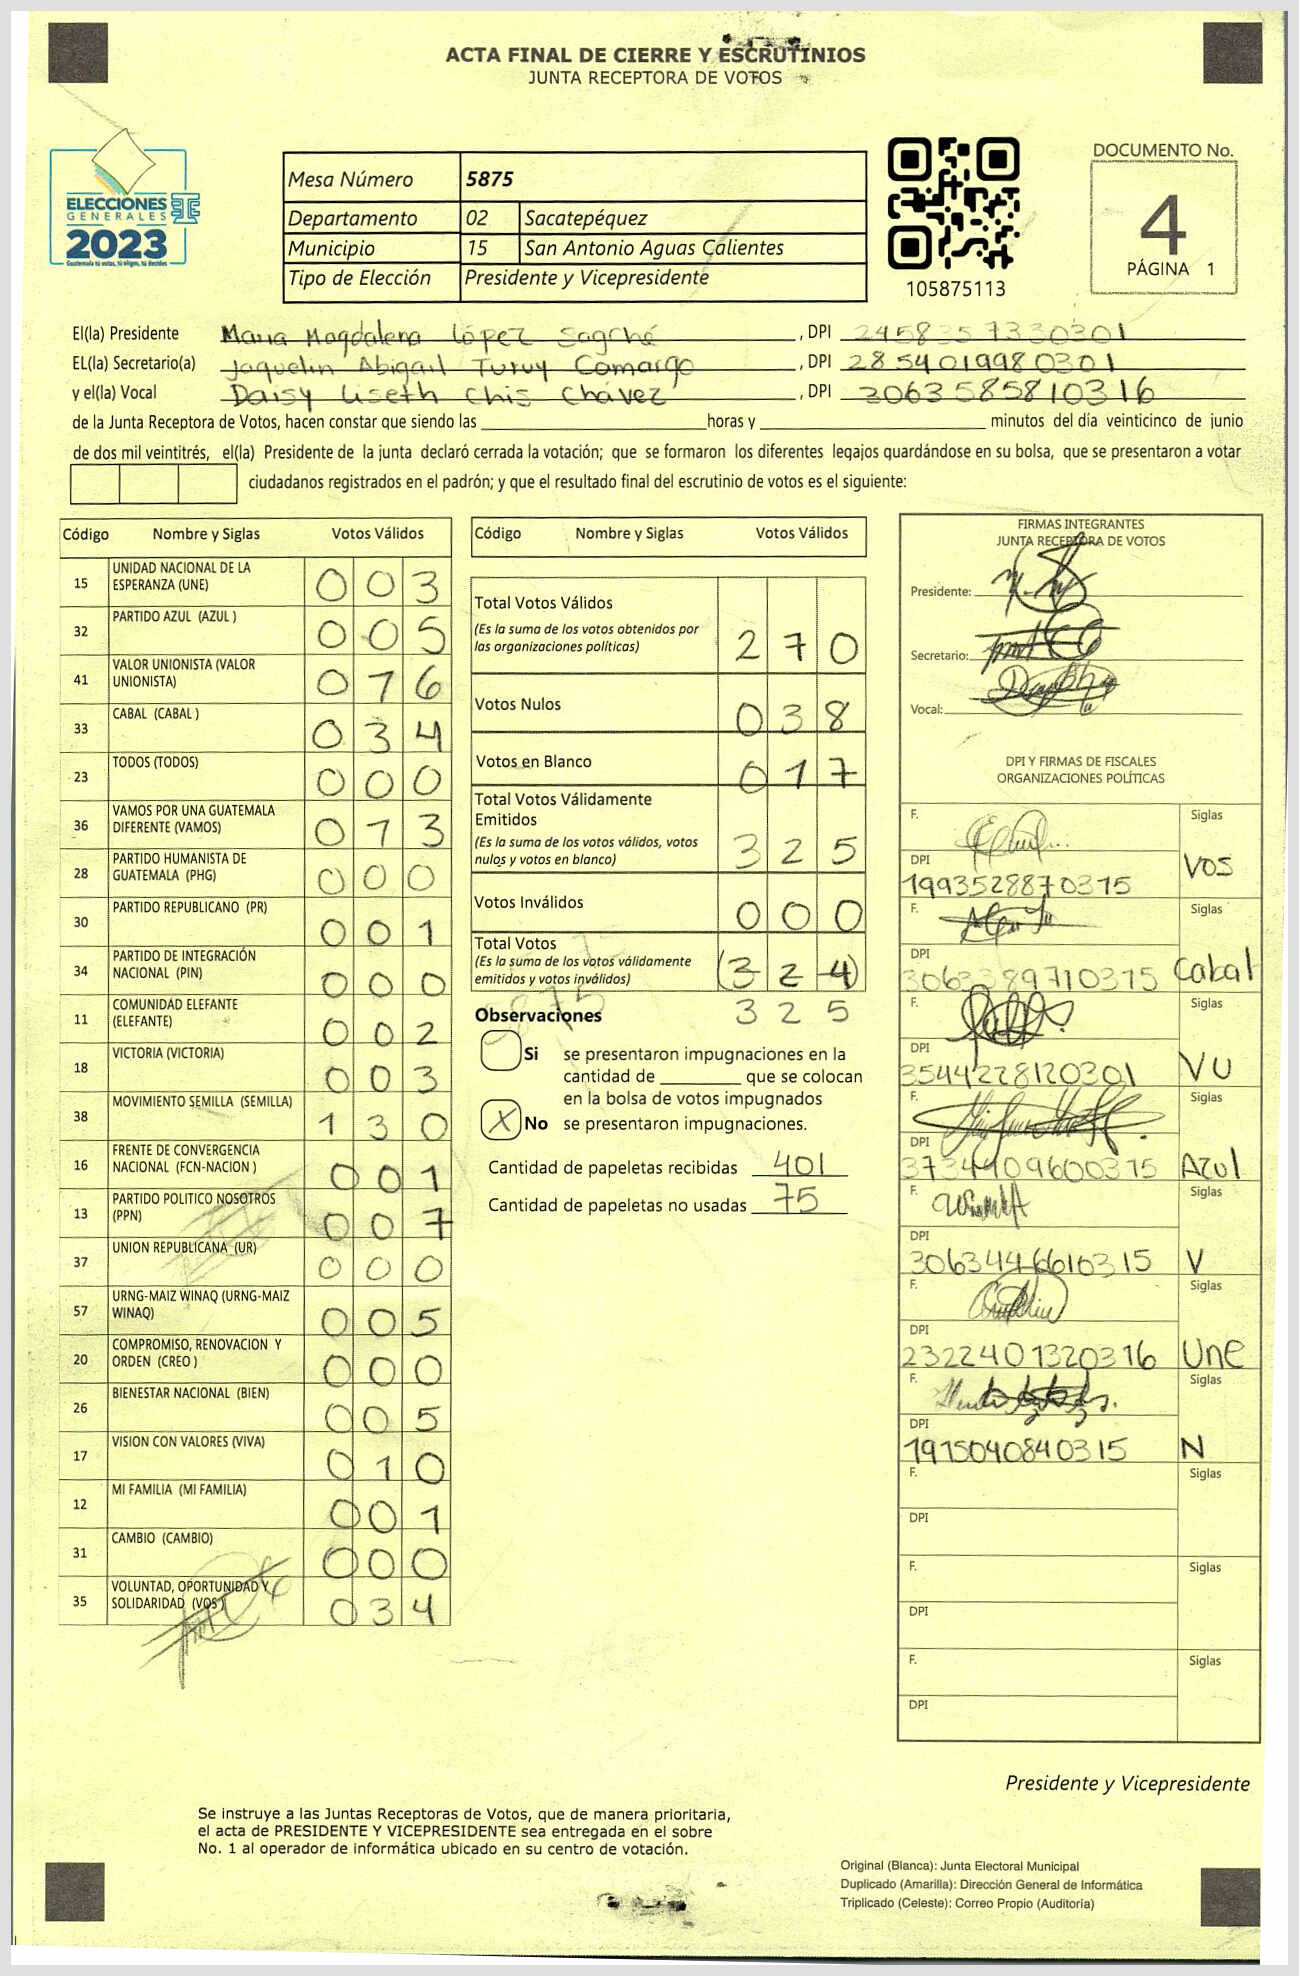 ACTA FINAL DE CIERRE Y ESCRUTINIOS
JUNTA RECEPTORA DE VOTOS
ELECCIONES
GENERALES
2023
Guatemala tú votas, tú eliges, tú decides
Mesa Número 5875
Departamento 02 Sacatepéquez
Municipio 15 San Antonio Aguas Calientes
Tipo de Elección Presidente y Vicepresidente
105875113
DOCUMENTO No.
4
PÁGINA 1
El(la) Presidente Maria Magdalena López Sagché, DPI 2458357330301
EL(la) Secretario(a) Jaquelin Abigail Turuy Camargo, DPI 2854019980301
y el(la) Vocal Daisy Liseth Chis Chávez, DPI 3063585810316
de la Junta Receptora de Votos, hacen constar que siendo las ______ horas y ______ minutos del día veinticinco de junio
de dos mil veintitrés, el(la) Presidente de la junta declaró cerrada la votación; que se formaron los diferentes legajos guardándose en su bolsa, que se presentaron a votar
ciudadanos registrados en el padrón; y que el resultado final del escrutinio de votos es el siguiente:
Código Nombre y Siglas Votos Válidos
15 UNIDAD NACIONAL DE LA ESPERANZA (UNE) 0 0 3
32 PARTIDO AZUL (AZUL ) 0 0 5
41 VALOR UNIONISTA (VALOR UNIONISTA) 0 7 6
33 CABAL (CABAL ) 0 3 4
23 TODOS (TODOS) 0 0 0
36 VAMOS POR UNA GUATEMALA DIFERENTE (VAMOS) 0 7 3
28 PARTIDO HUMANISTA DE GUATEMALA (PHG) 0 0 0
30 PARTIDO REPUBLICANO (PR) 0 0 1
34 PARTIDO DE INTEGRACIÓN NACIONAL (PIN) 0 0 0
11 COMUNIDAD ELEFANTE (ELEFANTE) 0 0 2
18 VICTORIA (VICTORIA) 0 0 3
38 MOVIMIENTO SEMILLA (SEMILLA) 1 3 0
16 FRENTE DE CONVERGENCIA NACIONAL (FCN-NACION ) 0 0 1
13 PARTIDO POLITICO NOSOTROS (PPN) 0 0 7
37 UNION REPUBLICANA (UR) 0 0 0
57 URNG-MAIZ WINAQ (URNG-MAIZ WINAQ) 0 0 5
20 COMPROMISO, RENOVACION Y ORDEN (CREO ) 0 0 0
26 BIENESTAR NACIONAL (BIEN) 0 0 5
17 VISION CON VALORES (VIVA) 0 1 0
12 MI FAMILIA (MI FAMILIA) 0 0 1
31 CAMBIO (CAMBIO) 0 0 0
35 VOLUNTAD, OPORTUNIDAD Y SOLIDARIDAD (VOS) 0 3 4
Código Nombre y Siglas Votos Válidos
Total Votos Válidos
(Es la suma de los votos obtenidos por
las organizaciones políticas) 2 7 0
Votos Nulos 0 3 8
Votos en Blanco 0 1 7
Total Votos Válidamente
Emitidos
(Es la suma de los votos válidos, votos
nulos y votos en blanco) 3 2 5
Votos Inválidos 0 0 0
Total Votos
(Es la suma de los votos válidamente
emitidos y votos inválidos) (3 2 4)
Observaciones 3 2 5
Si se presentaron impugnaciones en la
cantidad de ______ que se colocan
en la bolsa de votos impugnados
X No se presentaron impugnaciones.
Cantidad de papeletas recibidas 401
Cantidad de papeletas no usadas 75
FIRMAS INTEGRANTES
JUNTA RECEPTORA DE VOTOS
Presidente:
Secretario:
Vocal:
DPI Y FIRMAS DE FISCALES
ORGANIZACIONES POLÍTICAS
F. Siglas
DPI VOS
1993528870315
F. Siglas
DPI
3063389710315 Cabal
F. Siglas
DPI
3544228120301 VU
F. Siglas
DPI
3734409600315 Azul
F. Siglas
DPI
3063446610315 V
F. Siglas
DPI
2322401320316 Une
F. Siglas
DPI
1915040840315 N
F. Siglas
DPI
F. Siglas
DPI
F. Siglas
DPI
Presidente y Vicepresidente
Se instruye a las Juntas Receptoras de Votos, que de manera prioritaria,
el acta de PRESIDENTE Y VICEPRESIDENTE sea entregada en el sobre
No. 1 al operador de informática ubicado en su centro de votación.
Original (Blanca): Junta Electoral Municipal
Duplicado (Amarilla): Dirección General de Informática
Triplicado (Celeste): Correo Propio (Auditoría)